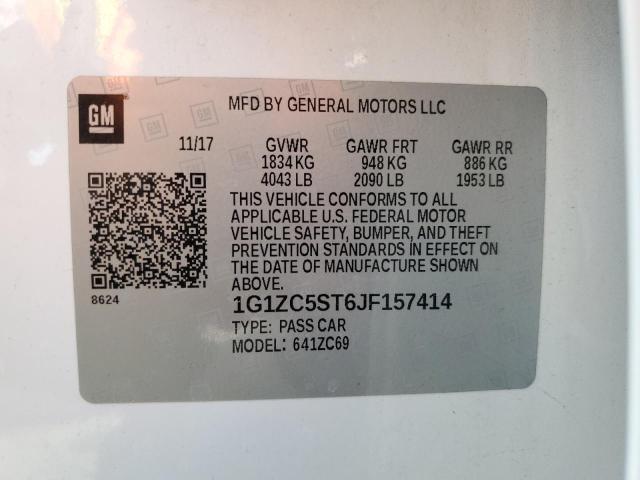 GM
MFD BY GENERAL MOTORS LLC
11/17 GVWR GAWR FRT GAWR RR
1834 KG 948 KG 886 KG
4043 LB 2090 LB 1953 LB
THIS VEHICLE CONFORMS TO ALL
APPLICABLE U.S. FEDERAL MOTOR
VEHICLE SAFETY, BUMPER, AND THEFT
PREVENTION STANDARDS IN EFFECT ON
THE DATE OF MANUFACTURE SHOWN
ABOVE.
8624
1G1ZC5ST6JF157414
TYPE: PASS CAR
MODEL: 641ZC69